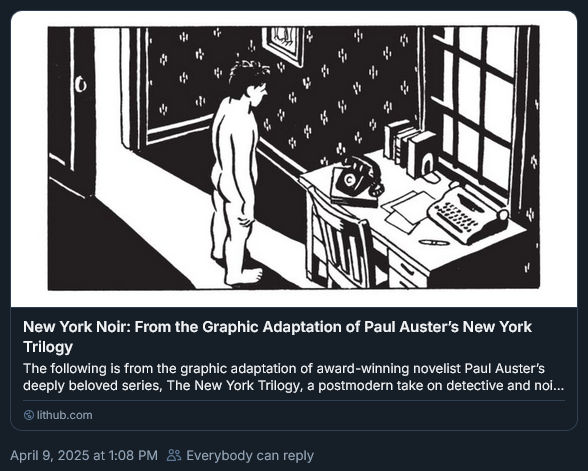 New York Noir: From the Graphic Adaptation of Paul Auster’s New York
Trilogy
The following is from the graphic adaptation of award-winning novelist Paul Auster’s
deeply beloved series, The New York Trilogy, a postmodern take on detective and noi...
lithub.com
April 9, 2025 at 1:08 PM Everybody can reply